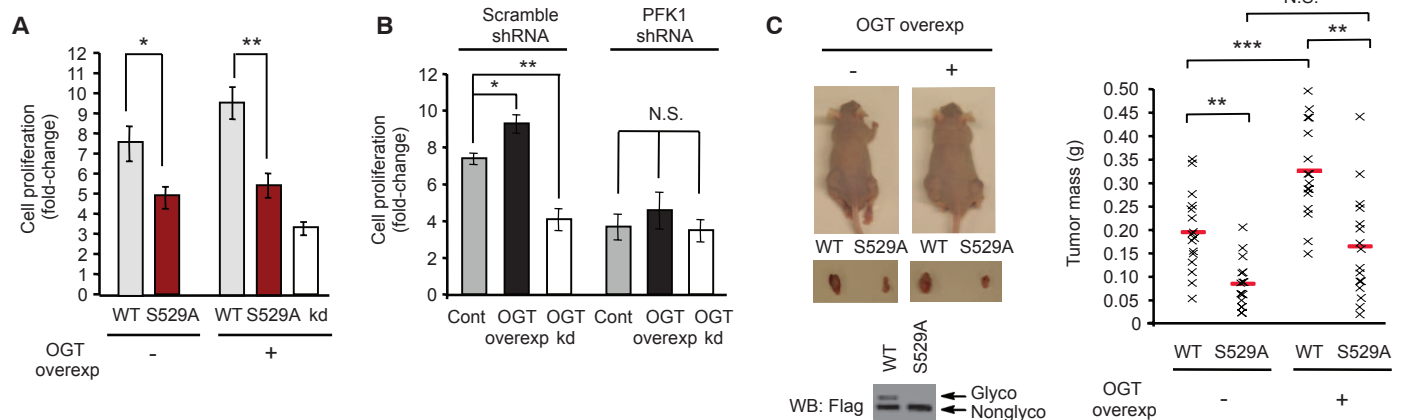 A
Cell proliferation
(fold-change)
12
11
10
9
8
7
6
5
4
3
2
1
0
*
**
WT S529A
WT S529A kd
OGT
overexp
-
+
B
Scramble
shRNA
PFK1
shRNA
Cell proliferation
(fold-change)
12
10
8
6
4
2
0
**
*
N.S.
Cont OGT OGT Cont OGT OGT
overexp kd overexp kd
C
OGT overexp
-
+
WT S529A
WT S529A
WT
S529A
WB: Flag
Glyco
Nonglyco
N.S.
**
***
**
Tumor mass (g)
0.50
0.40
0.35
0.30
0.25
0.20
0.15
0.10
0.05
0
WT S529A
WT S529A
OGT
overexp
-
+